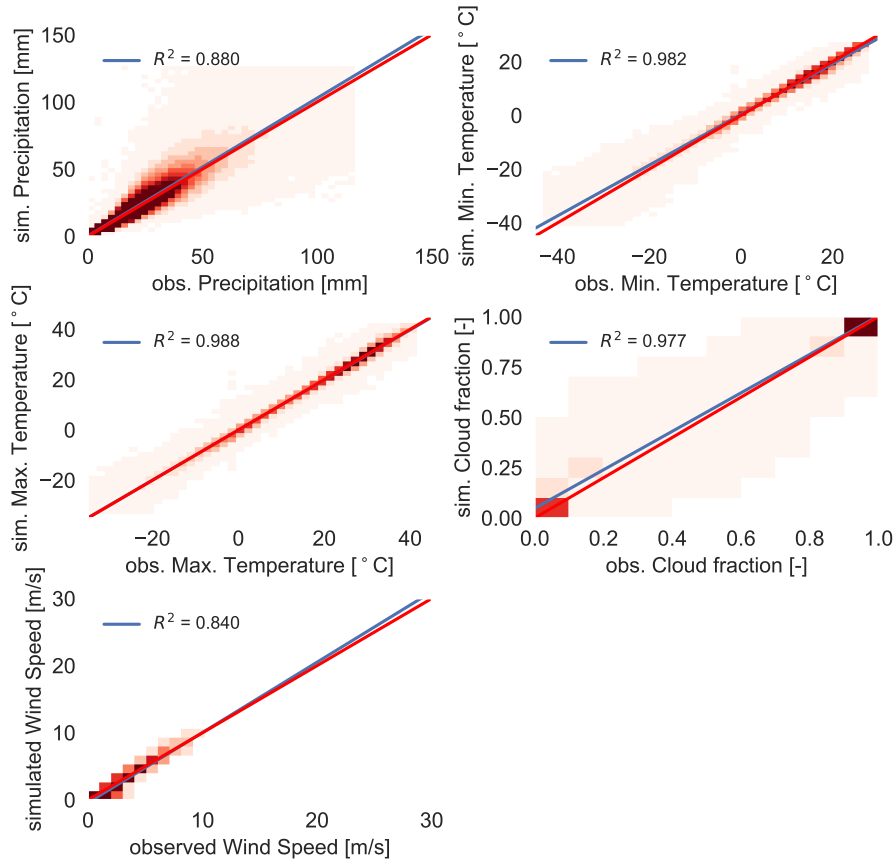 sim. Precipitation [mm]
150
100
50
0
R² = 0.880
0 50 100 150
obs. Precipitation [mm]
sim. Min. Temperature [°C]
20
0
−20
−40
R² = 0.982
−40 −20 0 20
obs. Min. Temperature [°C]
sim. Max. Temperature [°C]
40
20
0
−20
R² = 0.988
−20 0 20 40
obs. Max. Temperature [°C]
sim. Cloud fraction [-]
1.00
0.75
0.50
0.25
0.00
R² = 0.977
0.0 0.2 0.4 0.6 0.8 1.0
obs. Cloud fraction [-]
simulated Wind Speed [m/s]
30
20
10
0
R² = 0.840
0 10 20 30
observed Wind Speed [m/s]